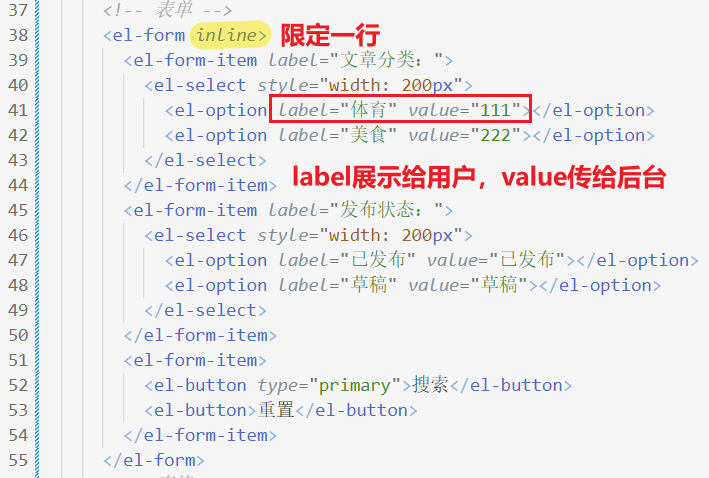 37 <!-- 表单 -->
38 <el-form inline> 限定一行
39 <el-form-item label="文章分类：">
40 <el-select style="width: 200px">
41 <el-option label="体育" value="111"></el-option>
42 <el-option label="美食" value="222"></el-option>
43 </el-select>
44 </el-form-item>
label展示给用户，value传给后台
45 <el-form-item label="发布状态：">
46 <el-select style="width: 200px">
47 <el-option label="已发布" value="已发布"></el-option>
48 <el-option label="草稿" value="草稿"></el-option>
49 </el-select>
50 </el-form-item>
51 <el-form-item>
52 <el-button type="primary">搜索</el-button>
53 <el-button>重置</el-button>
54 </el-form-item>
55 </el-form>